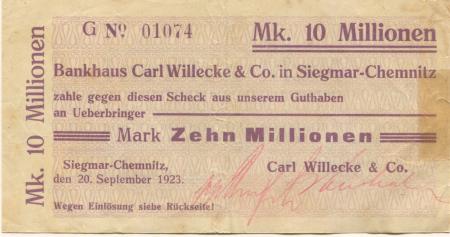 G No. 01074
Mk. 10 Millionen
Mk. 10 Millionen
Bankhaus Carl Willecke & Co. in Siegmar-Chemnitz
zahle gegen diesen Scheck aus unserem Guthaben
an Ueberbringer
Mark Zehn Millionen
Siegmar-Chemnitz,
den 20. September 1923.
Carl Willecke & Co.
Wegen Einlösung siehe Rückseite!